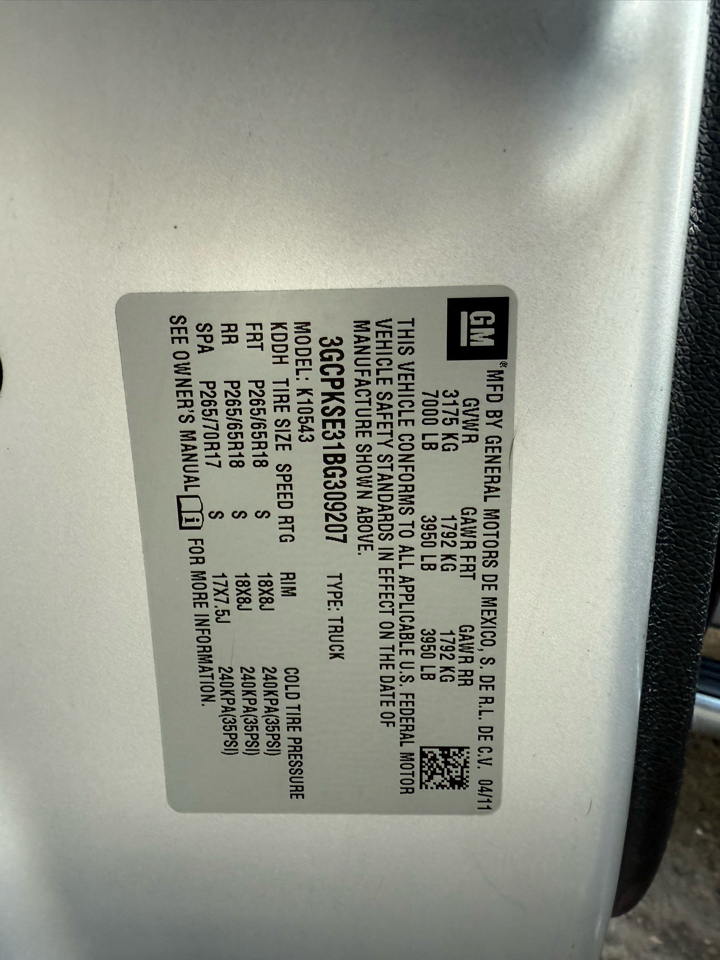 GM® MFD BY GENERAL MOTORS DE MEXICO, S. DE R.L. DE C.V. 04/11
GVWR GAWR FRT GAWR RR
3175 KG 1792 KG 1792 KG
7000 LB 3950 LB 3950 LB
THIS VEHICLE CONFORMS TO ALL APPLICABLE U.S. FEDERAL MOTOR
VEHICLE SAFETY STANDARDS IN EFFECT ON THE DATE OF
MANUFACTURE SHOWN ABOVE.
3GCPKSE31BG309207 TYPE: TRUCK
MODEL: K10543
KDDH TIRE SIZE SPEED RTG RIM COLD TIRE PRESSURE
FRT P265/65R18 S 18X8J 240KPA(35PSI)
RR P265/65R18 S 18X8J 240KPA(35PSI)
SPA P265/70R17 S 17X7.5J 240KPA(35PSI)
SEE OWNER'S MANUAL FOR MORE INFORMATION.